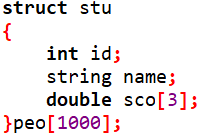 struct stu
{
    int id;
    string name;
    double sco[3];
}peo[1000];